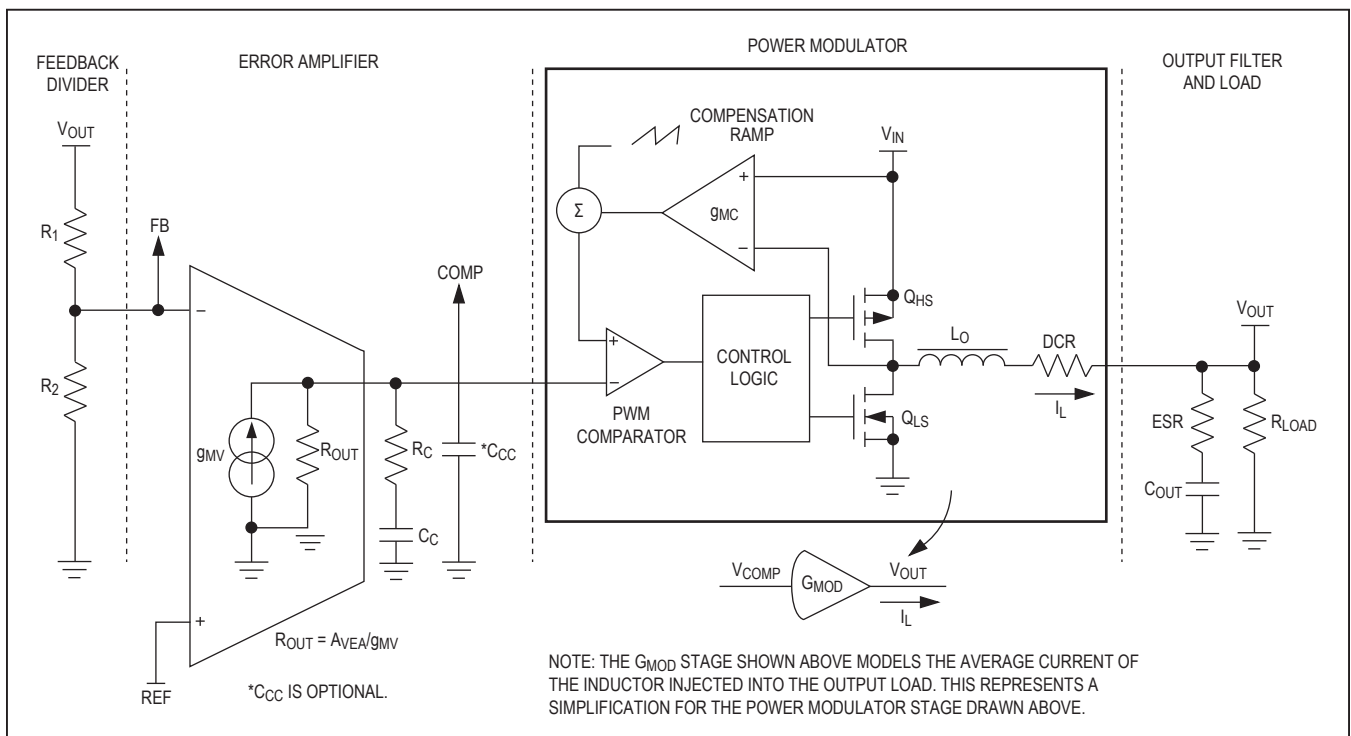 FEEDBACK
DIVIDER
ERROR AMPLIFIER
POWER MODULATOR
OUTPUT FILTER
AND LOAD
VOUT
R1
FB
R2
COMP
gMV
ROUT
RC
*CCC
CC
ROUT = AVEA/gMV
*CCC IS OPTIONAL.
REF
COMPENSATION
RAMP
VIN
Σ
gMC
+
−
QHS
CONTROL
LOGIC
PWM
COMPARATOR
+
−
QLS
LO
DCR
IL
VOUT
ESR
RLOAD
COUT
−
+
VCOMP
GMOD
VOUT
IL
NOTE: THE GMOD STAGE SHOWN ABOVE MODELS THE AVERAGE CURRENT OF
THE INDUCTOR INJECTED INTO THE OUTPUT LOAD. THIS REPRESENTS A
SIMPLIFICATION FOR THE POWER MODULATOR STAGE DRAWN ABOVE.